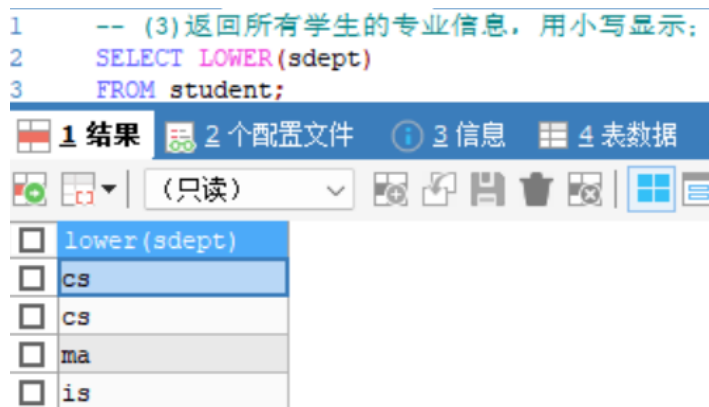 1 -- (3)返回所有学生的专业信息，用小写显示；
2 SELECT LOWER(sdept)
3 FROM student;
1 结果 2 个配置文件 3 信息 4 表数据
（只读）
lower(sdept)
cs
cs
ma
is